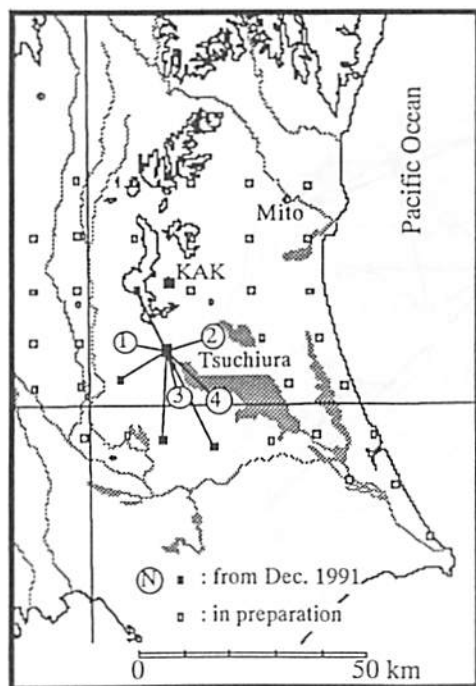 Pacific Ocean
Mito
KAK
1 2
Tsuchiura
3 4
N : from Dec. 1991
: in preparation
0 50 km